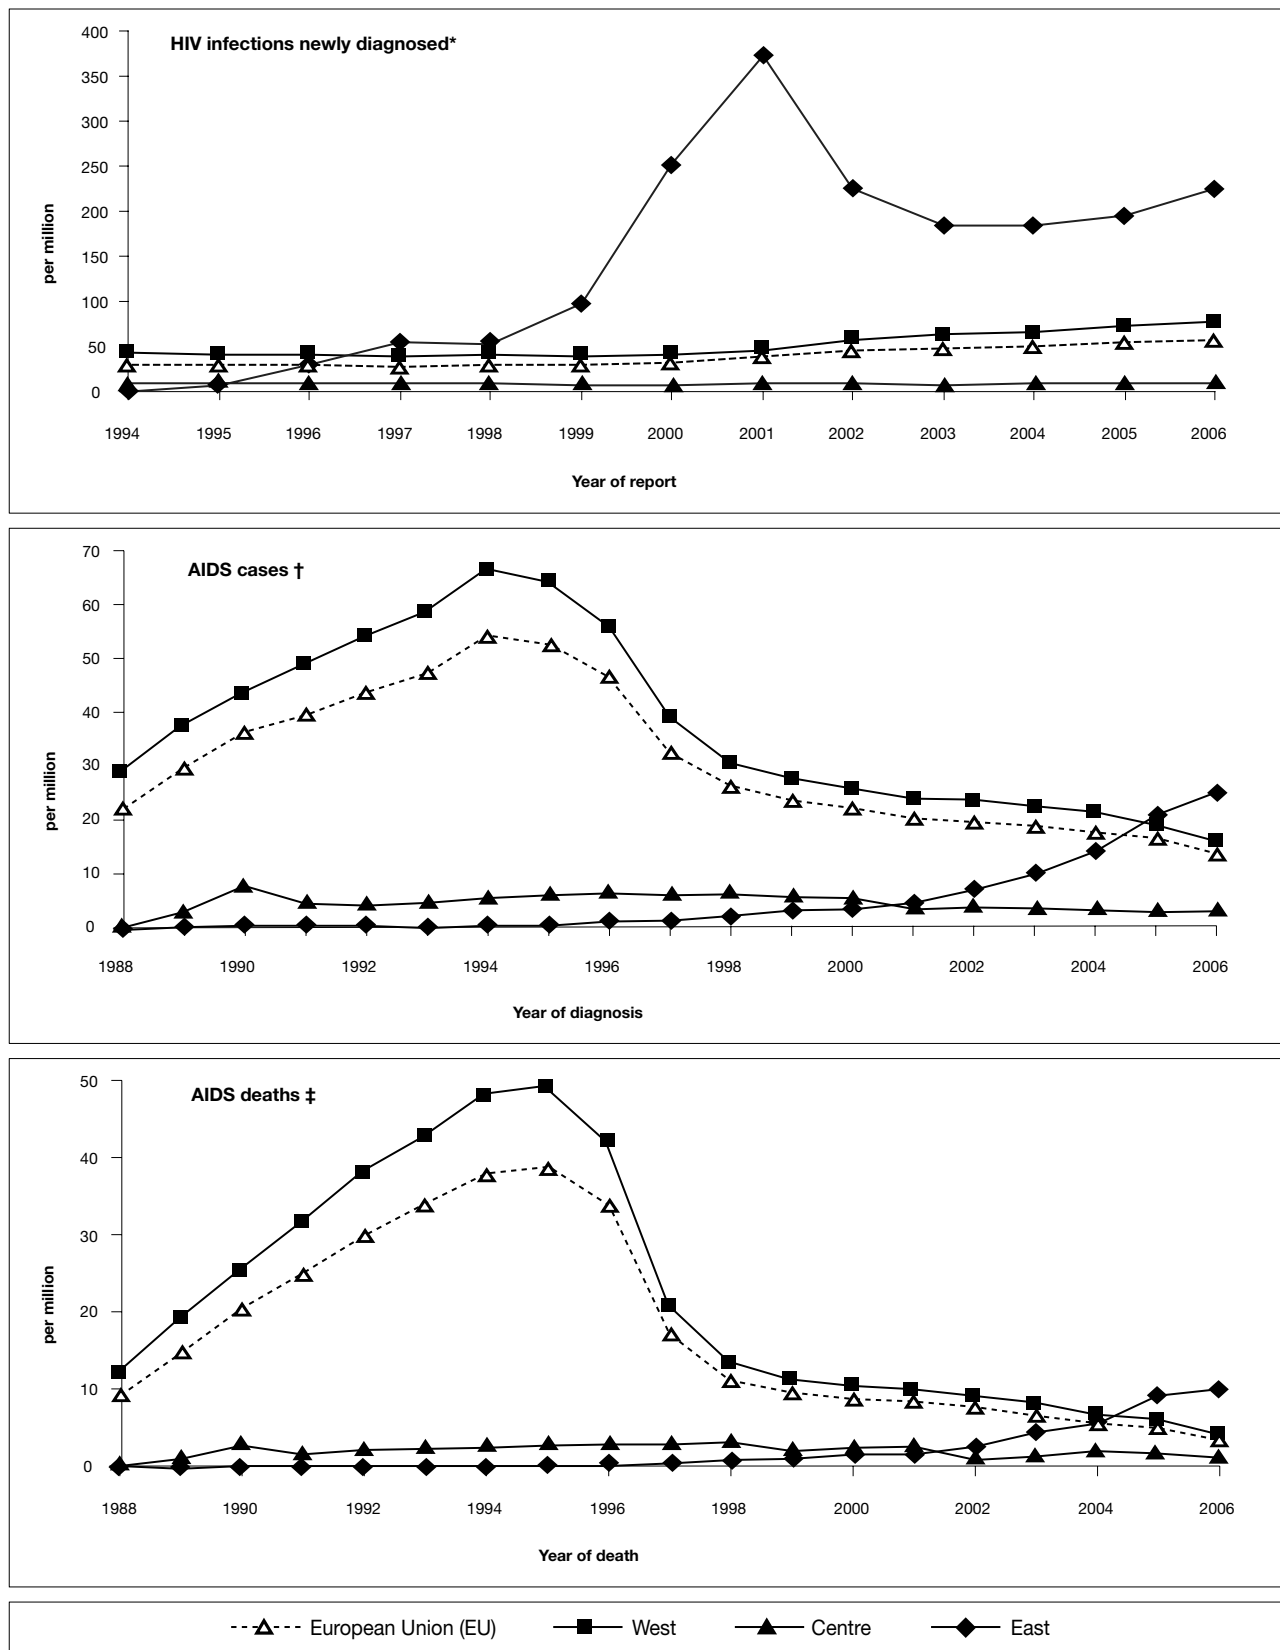 HIV infections newly diagnosed*
400
350
300
250
200
150
100
50
0
per million
1994 1995 1996 1997 1998 1999 2000 2001 2002 2003 2004 2005 2006
Year of report
AIDS cases †
70
60
50
40
30
20
10
0
per million
1988 1990 1992 1994 1996 1998 2000 2002 2004 2006
Year of diagnosis
AIDS deaths ‡
50
40
30
20
10
0
per million
1988 1990 1992 1994 1996 1998 2000 2002 2004 2006
Year of death
European Union (EU) West Centre East